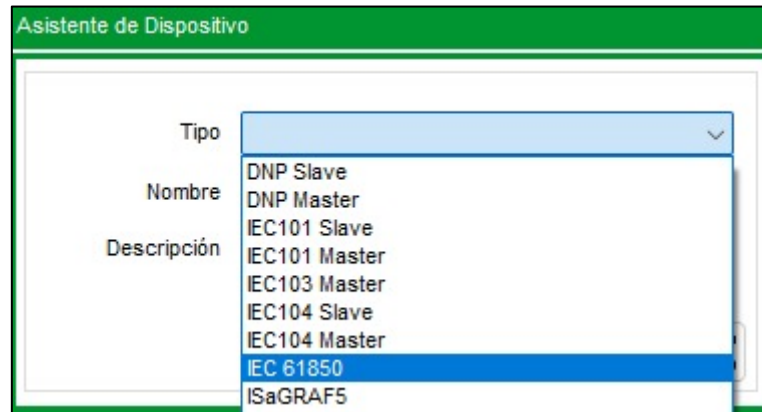 Asistente de Dispositivo
Tipo
Nombre
Descripción
DNP Slave
DNP Master
IEC101 Slave
IEC101 Master
IEC103 Master
IEC104 Slave
IEC104 Master
IEC 61850
ISaGRAF5